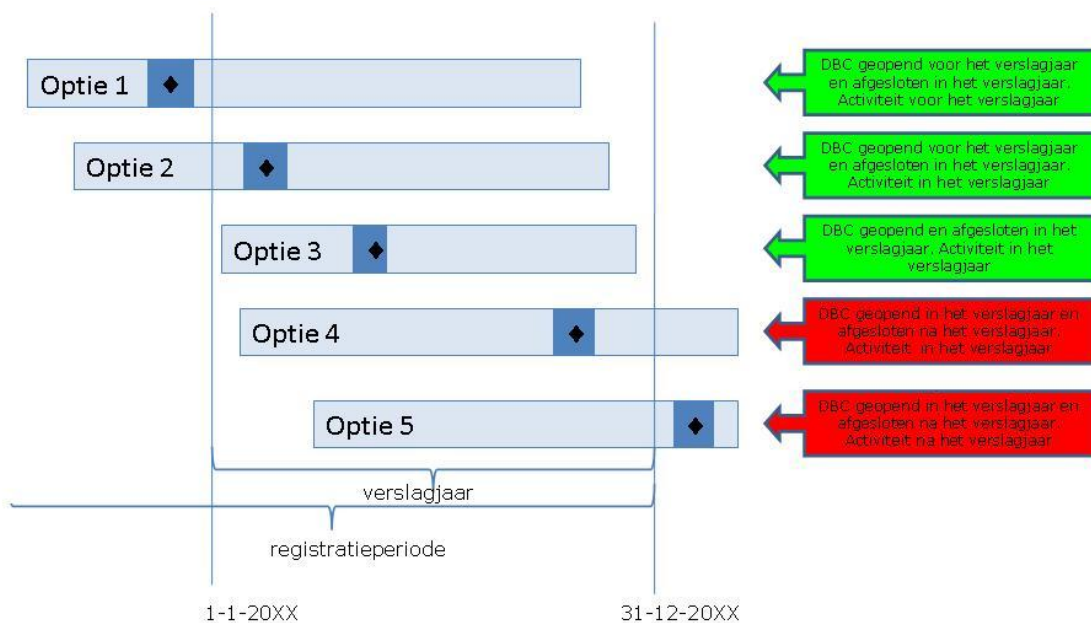 Optie 1
DBC geopend voor het verslagjaar
en afgesloten in het verslagjaar.
Activiteit voor het verslagjaar
Optie 2
DBC geopend voor het verslagjaar
en afgesloten in het verslagjaar.
Activiteit in het verslagjaar
Optie 3
DBC geopend en afgesloten in het
verslagjaar. Activiteit in het
verslagjaar
Optie 4
DBC geopend in het verslagjaar en
afgesloten na het verslagjaar.
Activiteit in het verslagjaar
Optie 5
DBC geopend in het verslagjaar en
afgesloten na het verslagjaar.
Activiteit na het verslagjaar
verslagjaar
registratieperiode
1-1-20XX
31-12-20XX